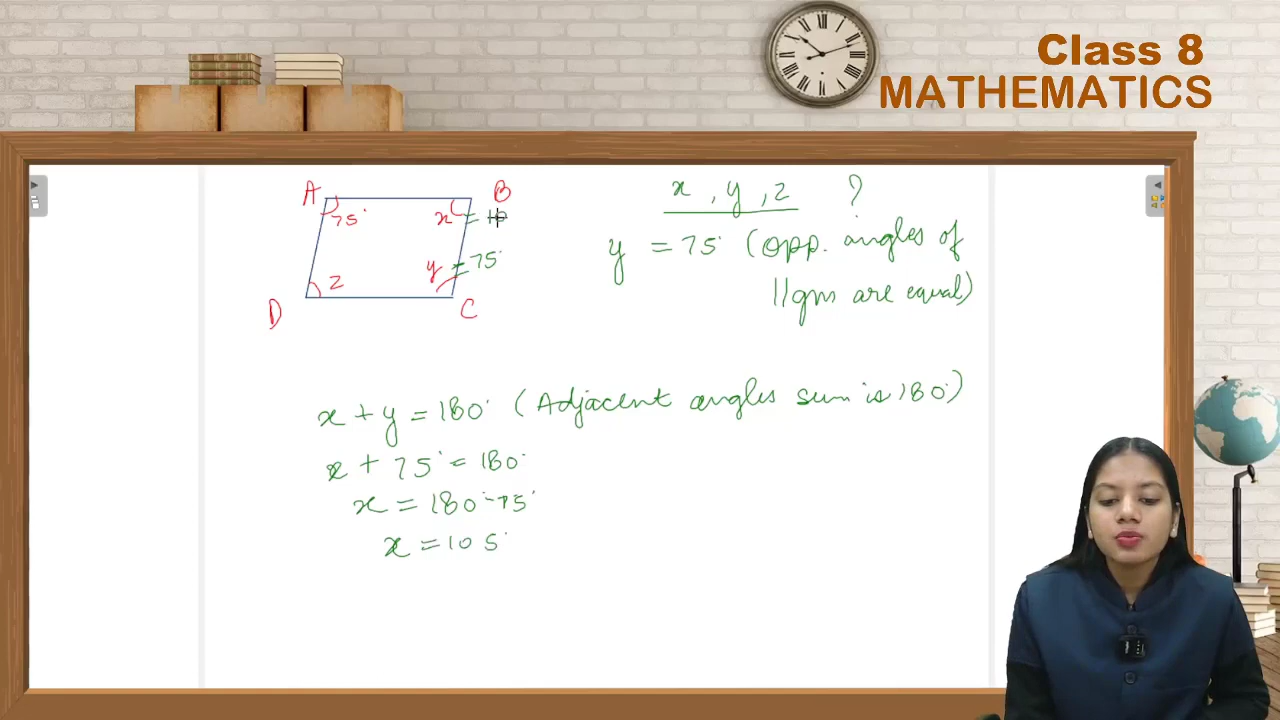 Class 8
MATHEMATICS
A B
75°
x = 10
y = 75°
z
D C
x, y, z ?
y = 75° (opp. angles of
||gm are equal)
x + y = 180° (Adjacent angles sum is 180°)
x + 75° = 180°
x = 180° - 75°
x = 105°